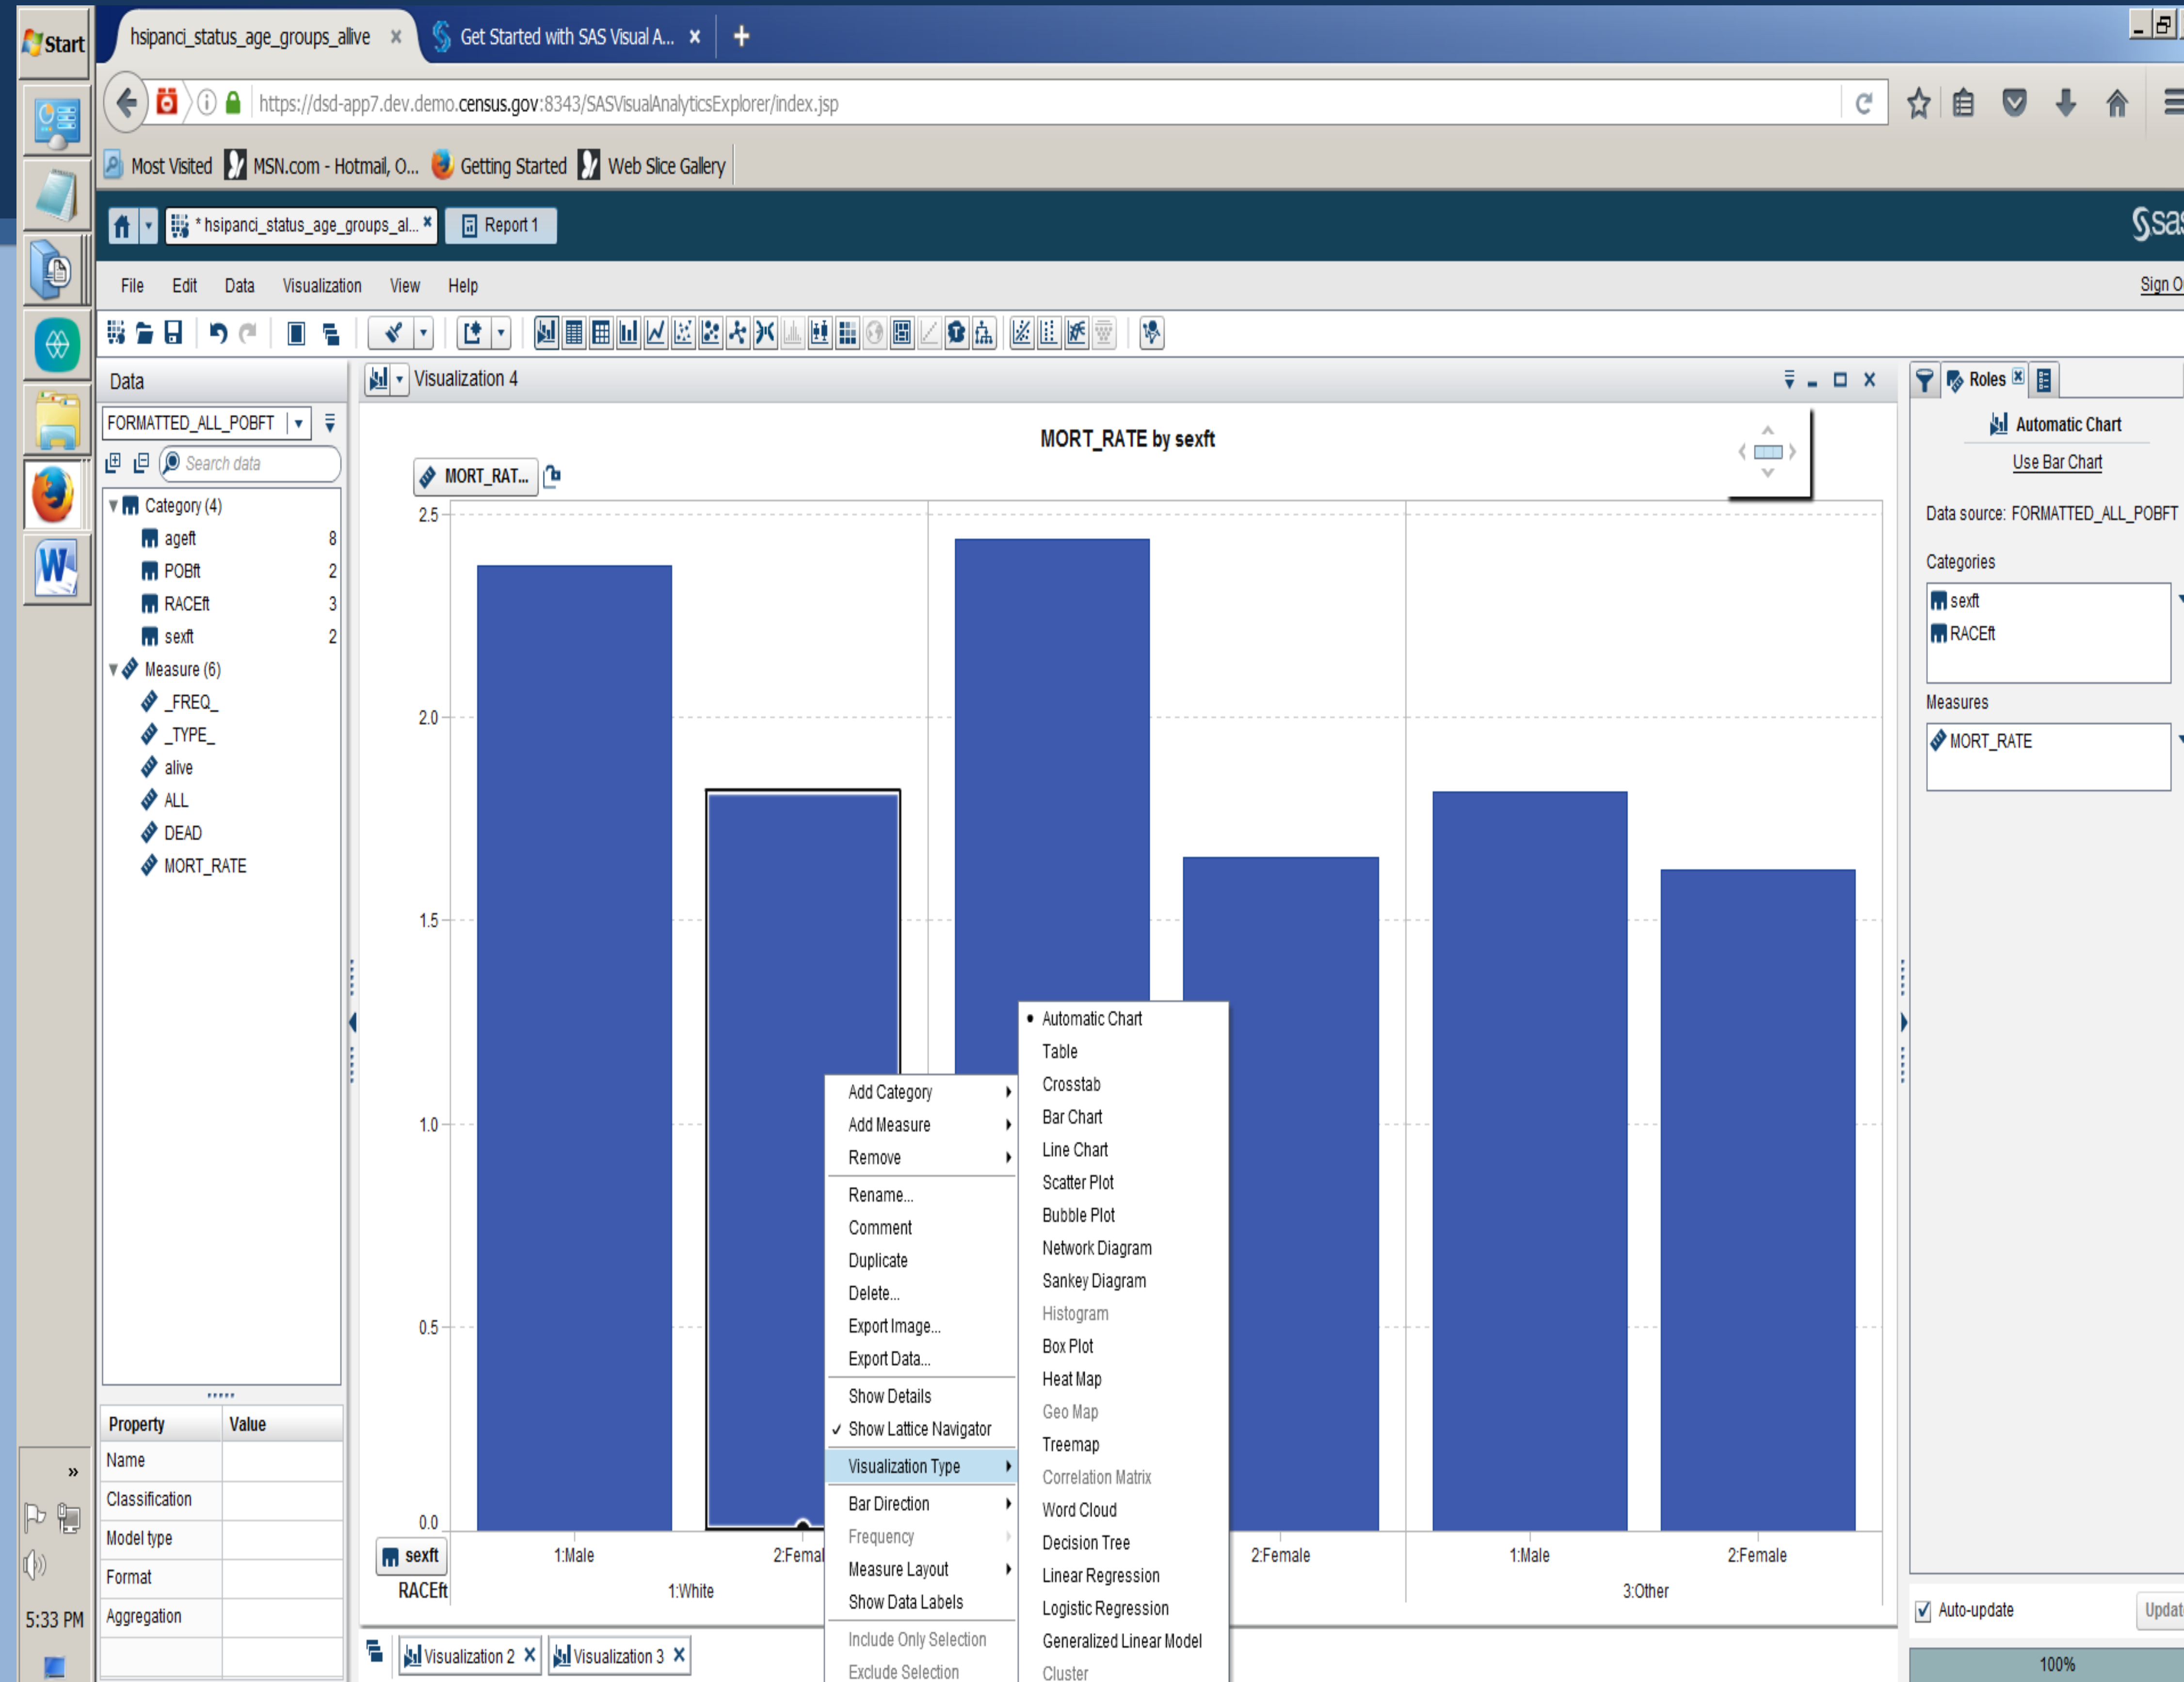 Start
hsipanci_status_age_groups_alive
Get Started with SAS Visual A...
https://dsd-app7.dev.demo.census.gov:8343/SASVisualAnalyticsExplorer/index.jsp
Most Visited MSN.com - Hotmail, O... Getting Started Web Slice Gallery
* hsipanci_status_age_groups_al... Report 1
File Edit Data Visualization View Help
Sign
Data
FORMATTED_ALL_POBFT
Search data
Category (4)
ageft 8
POBft 2
RACEft 3
sexft 2
Measure (6)
_FREQ_
_TYPE_
alive
ALL
DEAD
MORT_RATE
Property Value
Name
Classification
Model type
Format
Aggregation
5:33 PM
Visualization 4
MORT_RATE by sexft
MORT_RAT...
2.5
2.0
1.5
1.0
0.5
0.0
sexft 1:Male 2:Femal 2:Female 1:Male 2:Female
RACEft 1:White 3:Other
Add Category
Add Measure
Remove
Rename...
Comment
Duplicate
Delete...
Export Image...
Export Data...
Show Details
✓ Show Lattice Navigator
Visualization Type
Bar Direction
Frequency
Measure Layout
Show Data Labels
Include Only Selection
Exclude Selection
• Automatic Chart
Table
Crosstab
Bar Chart
Line Chart
Scatter Plot
Bubble Plot
Network Diagram
Sankey Diagram
Histogram
Box Plot
Heat Map
Geo Map
Treemap
Correlation Matrix
Word Cloud
Decision Tree
Linear Regression
Logistic Regression
Generalized Linear Model
Cluster
Visualization 2 Visualization 3
Roles
Automatic Chart
Use Bar Chart
Data source: FORMATTED_ALL_POBFT
Categories
sexft
RACEft
Measures
MORT_RATE
Auto-update
100%